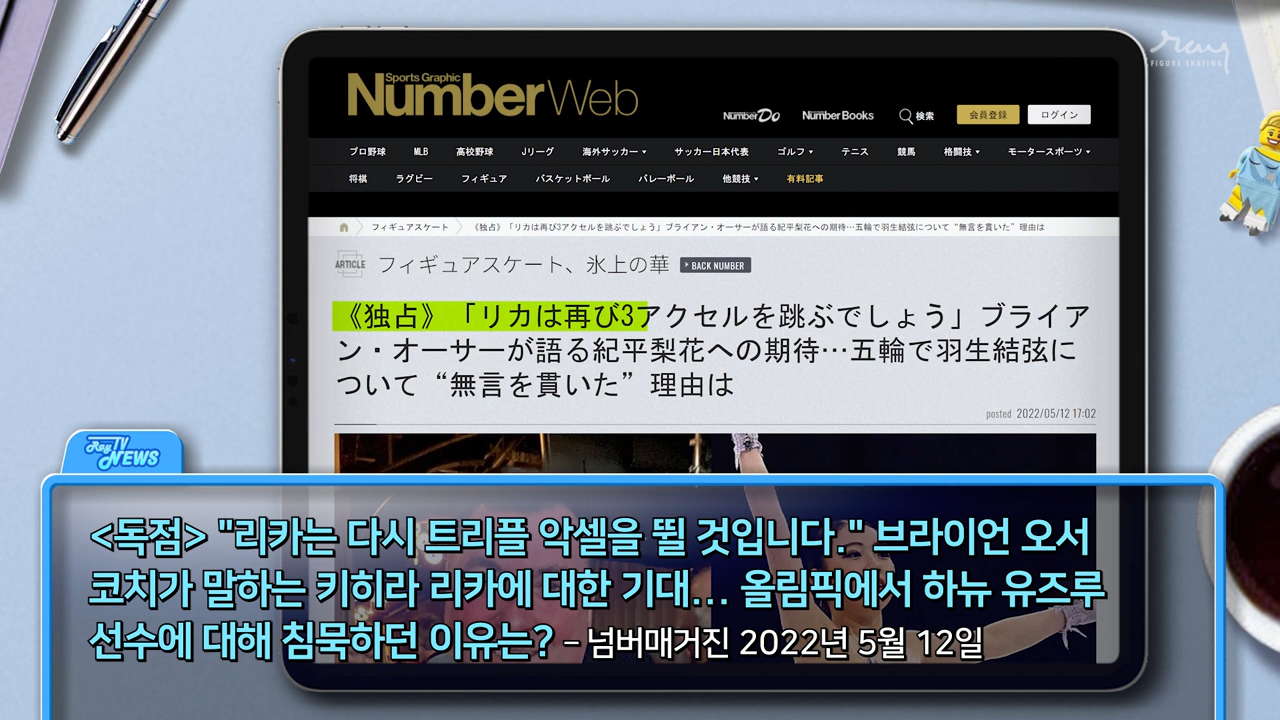 ray
FIGURE SKATING
Sports Graphic
Number Web
Number Do
Number Books
検索
会員登録
ログイン
プロ野球 MLB 高校野球 Jリーグ 海外サッカー▾ サッカー日本代表 ゴルフ▾ テニス 競馬 格闘技▾ モータースポーツ▾
将棋 ラグビー フィギュア バスケットボール バレーボール 他競技▾ 有料記事
フィギュアスケート 《独占》「リカは再び3アクセルを跳ぶでしょう」ブライアン・オーサーが語る紀平梨花への期待…五輪で羽生結弦について“無言を貫いた”理由は
ARTICLE フィギュアスケート、氷上の華 BACK NUMBER
《独占》「リカは再び3アクセルを跳ぶでしょう」ブライア
ン・オーサーが語る紀平梨花への期待…五輪で羽生結弦に
ついて“無言を貫いた”理由は
posted 2022/05/12 17:02
Ray TV
NEWS
<독점> "리카는 다시 트리플 악셀을 뛸 것입니다." 브라이언 오서
코치가 말하는 키히라 리카에 대한 기대... 올림픽에서 하뉴 유즈루
선수에 대해 침묵하던 이유는? - 넘버매거진 2022년 5월 12일